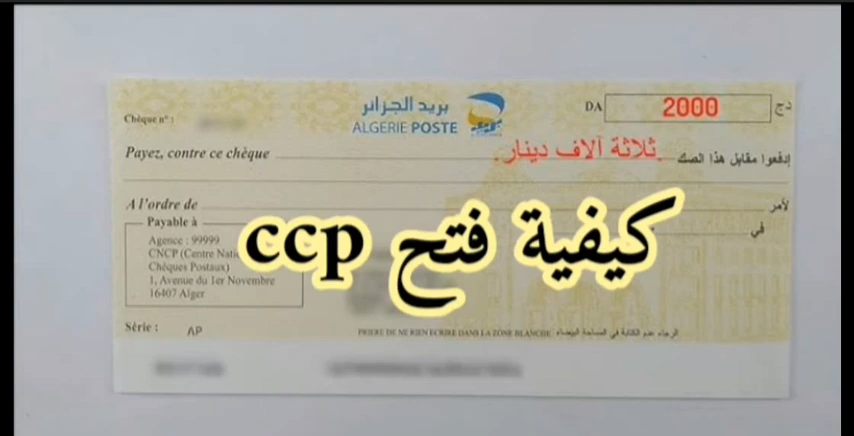 بريد الجزائر
ALGERIE POSTE
DA 2000 دج
Chèque n° :
Payez, contre ce chèque ثلاثة آلاف دينار إدفعوا مقابل هذا الصك
A l'ordre de لأمر
كيفية فتح ccp
في
Payable à
Agence : 99999
CNCP (Centre
Chèques Postaux)
1, Avenue du 1er Novembre
16407 Alger
Série : AP
PRIERE DE NE RIEN ECRIRE DANS LA ZONE BLANCHE الرجاء عدم الكتابة في المساحة البيضاء